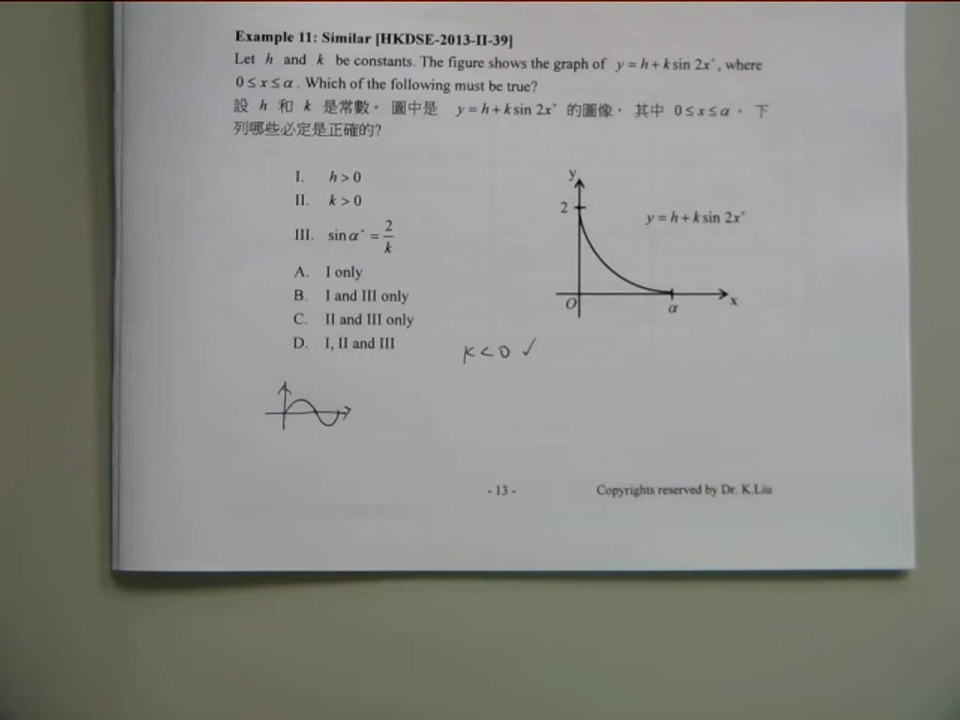 Example 11: Similar [HKDSE-2013-II-39]
Let h and k be constants. The figure shows the graph of y = h + k sin 2x°, where
0 ≤ x ≤ α. Which of the following must be true?
設 h 和 k 是常數。圖中是 y = h + k sin 2x° 的圖像，其中 0 ≤ x ≤ α。下
列哪些必定是正確的?
I. h > 0
II. k > 0
III. sin α° = 2/k
A. I only
B. I and III only
C. II and III only
D. I, II and III
y
2
y = h + k sin 2x°
O
α
x
K < 0 ✓
- 13 -
Copyrights reserved by Dr. K.Liu